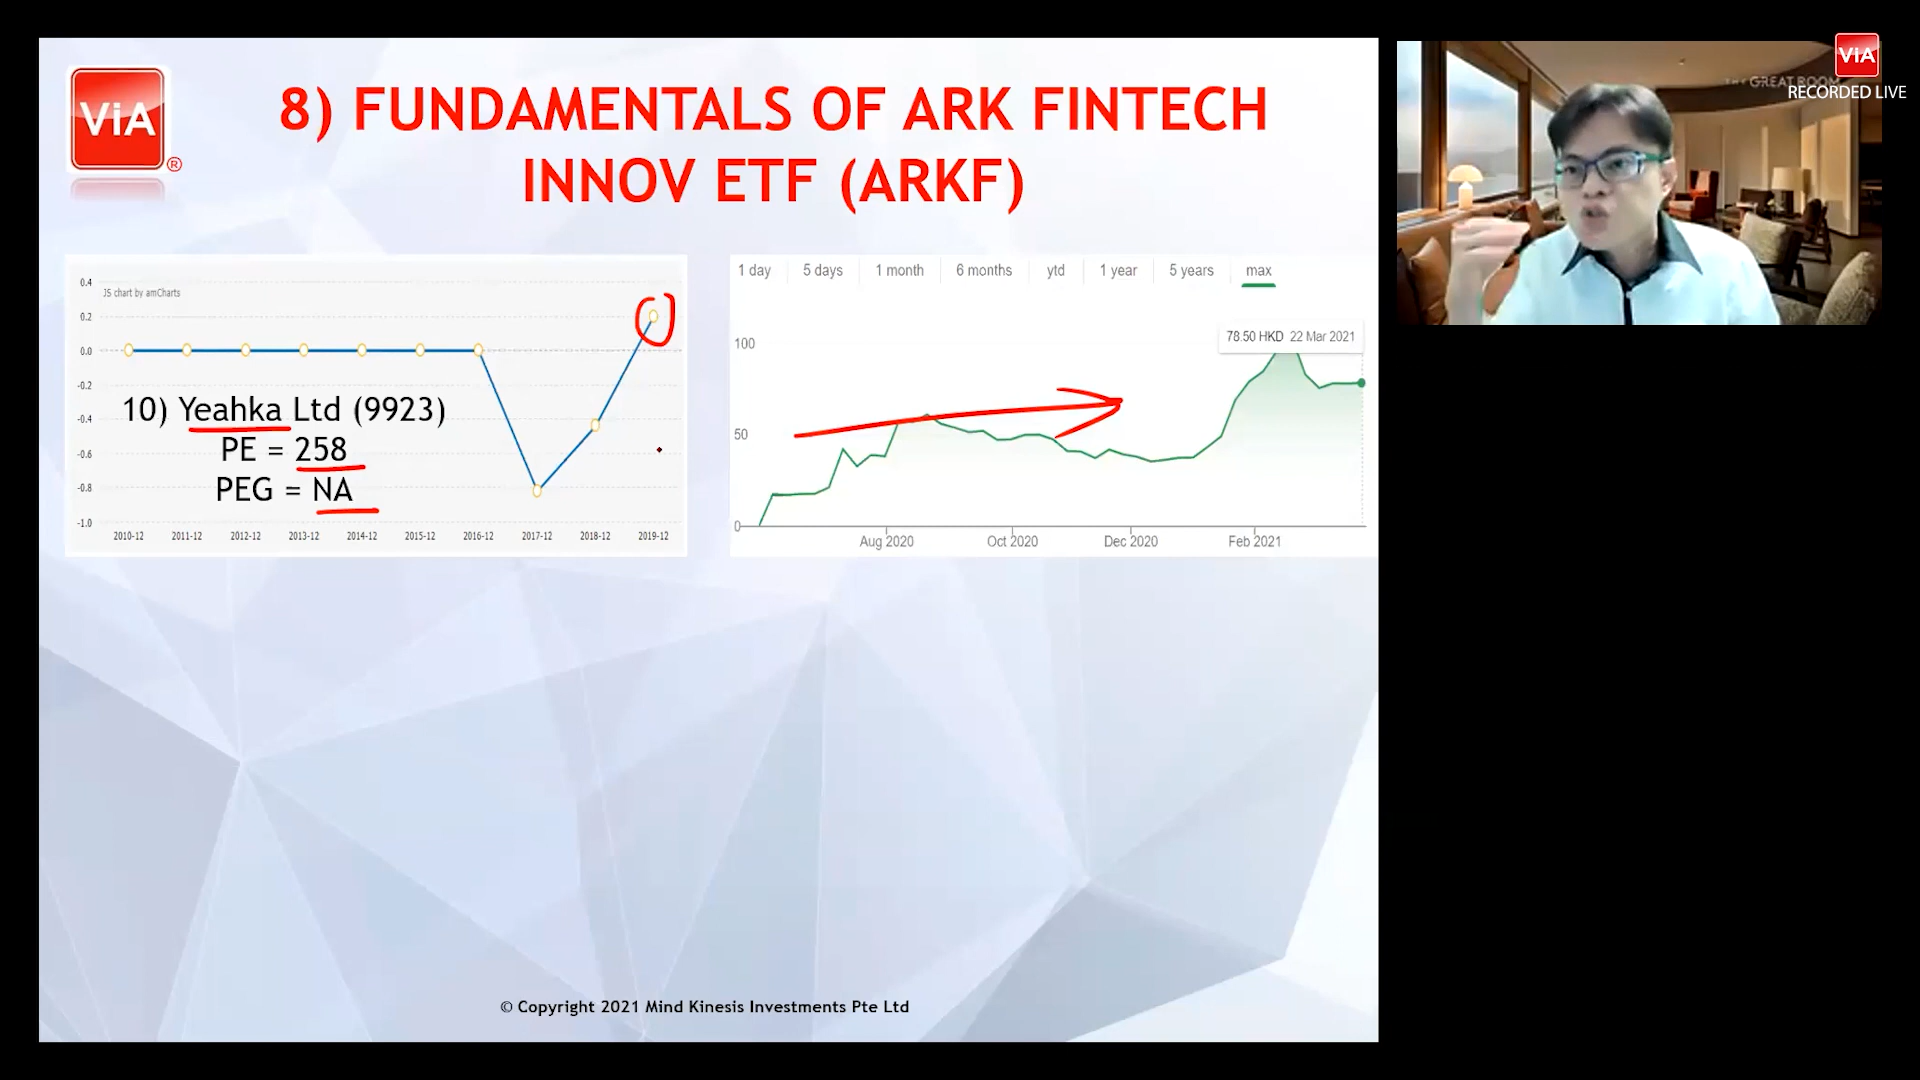 ViA
®
8) FUNDAMENTALS OF ARK FINTECH
INNOV ETF (ARKF)
0.4
0.2
0.0
-0.2
-0.4
-0.6
-0.8
-1.0
JS chart by amCharts
10) Yeahka Ltd (9923)
PE = 258
PEG = NA
2010-12 2011-12 2012-12 2013-12 2014-12 2015-12 2016-12 2017-12 2018-12 2019-12
1 day 5 days 1 month 6 months ytd 1 year 5 years max
78.50 HKD 22 Mar 2021
100
50
0
Aug 2020 Oct 2020 Dec 2020 Feb 2021
© Copyright 2021 Mind Kinesis Investments Pte Ltd
ViA
GREAT ROOM
RECORDED LIVE